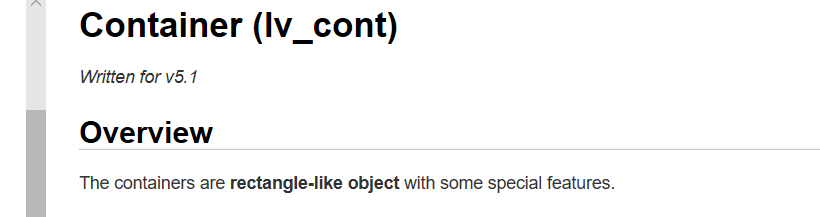 Container (lv_cont)
Written for v5.1
Overview
The containers are rectangle-like object with some special features.